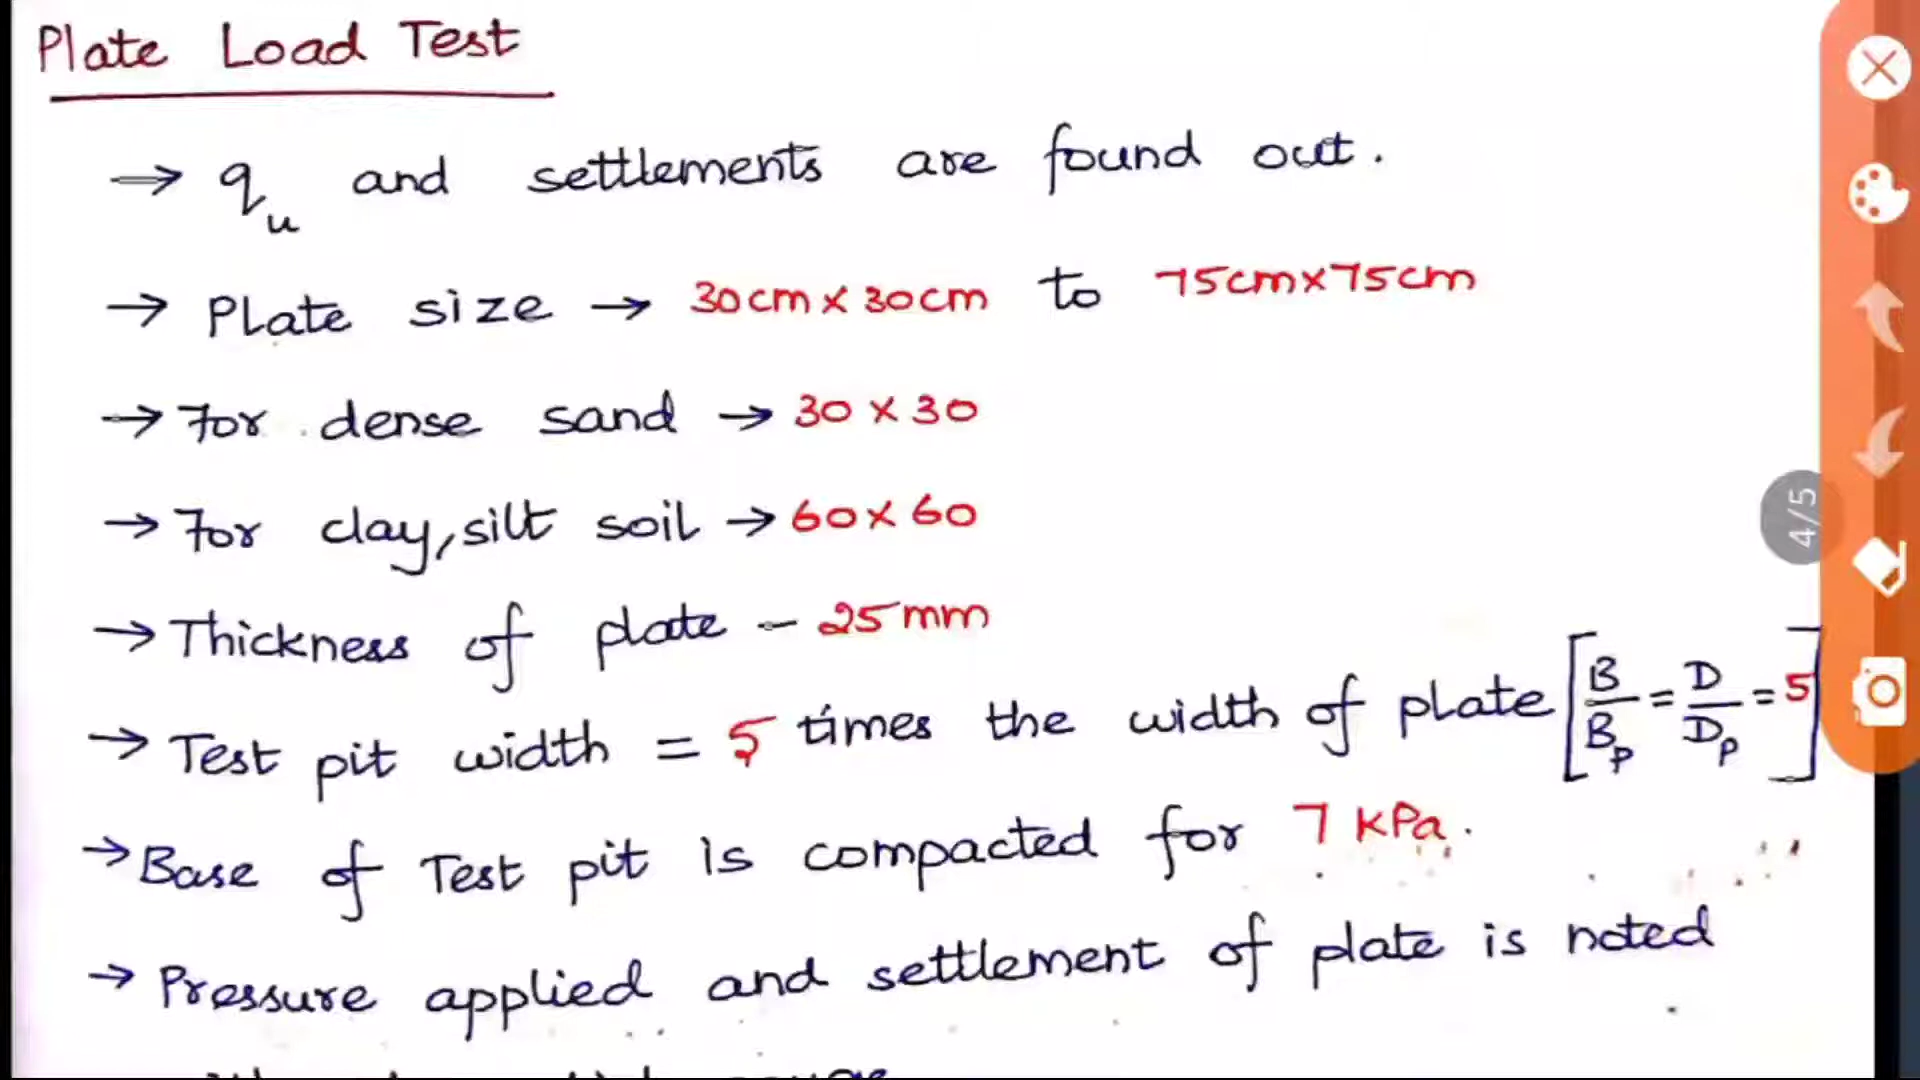 Plate Load Test
→ qu and settlements are found out.
→ Plate size → 30cm x 30cm to 75cm x 75cm
→ For dense sand → 30 x 30
→ For clay, silt soil → 60 x 60
→ Thickness of plate - 25mm
→ Test pit width = 5 times the width of plate [B/Bp = D/Dp = 5]
→ Base of Test pit is compacted for 7 KPa.
→ Pressure applied and settlement of plate is noted
4/5